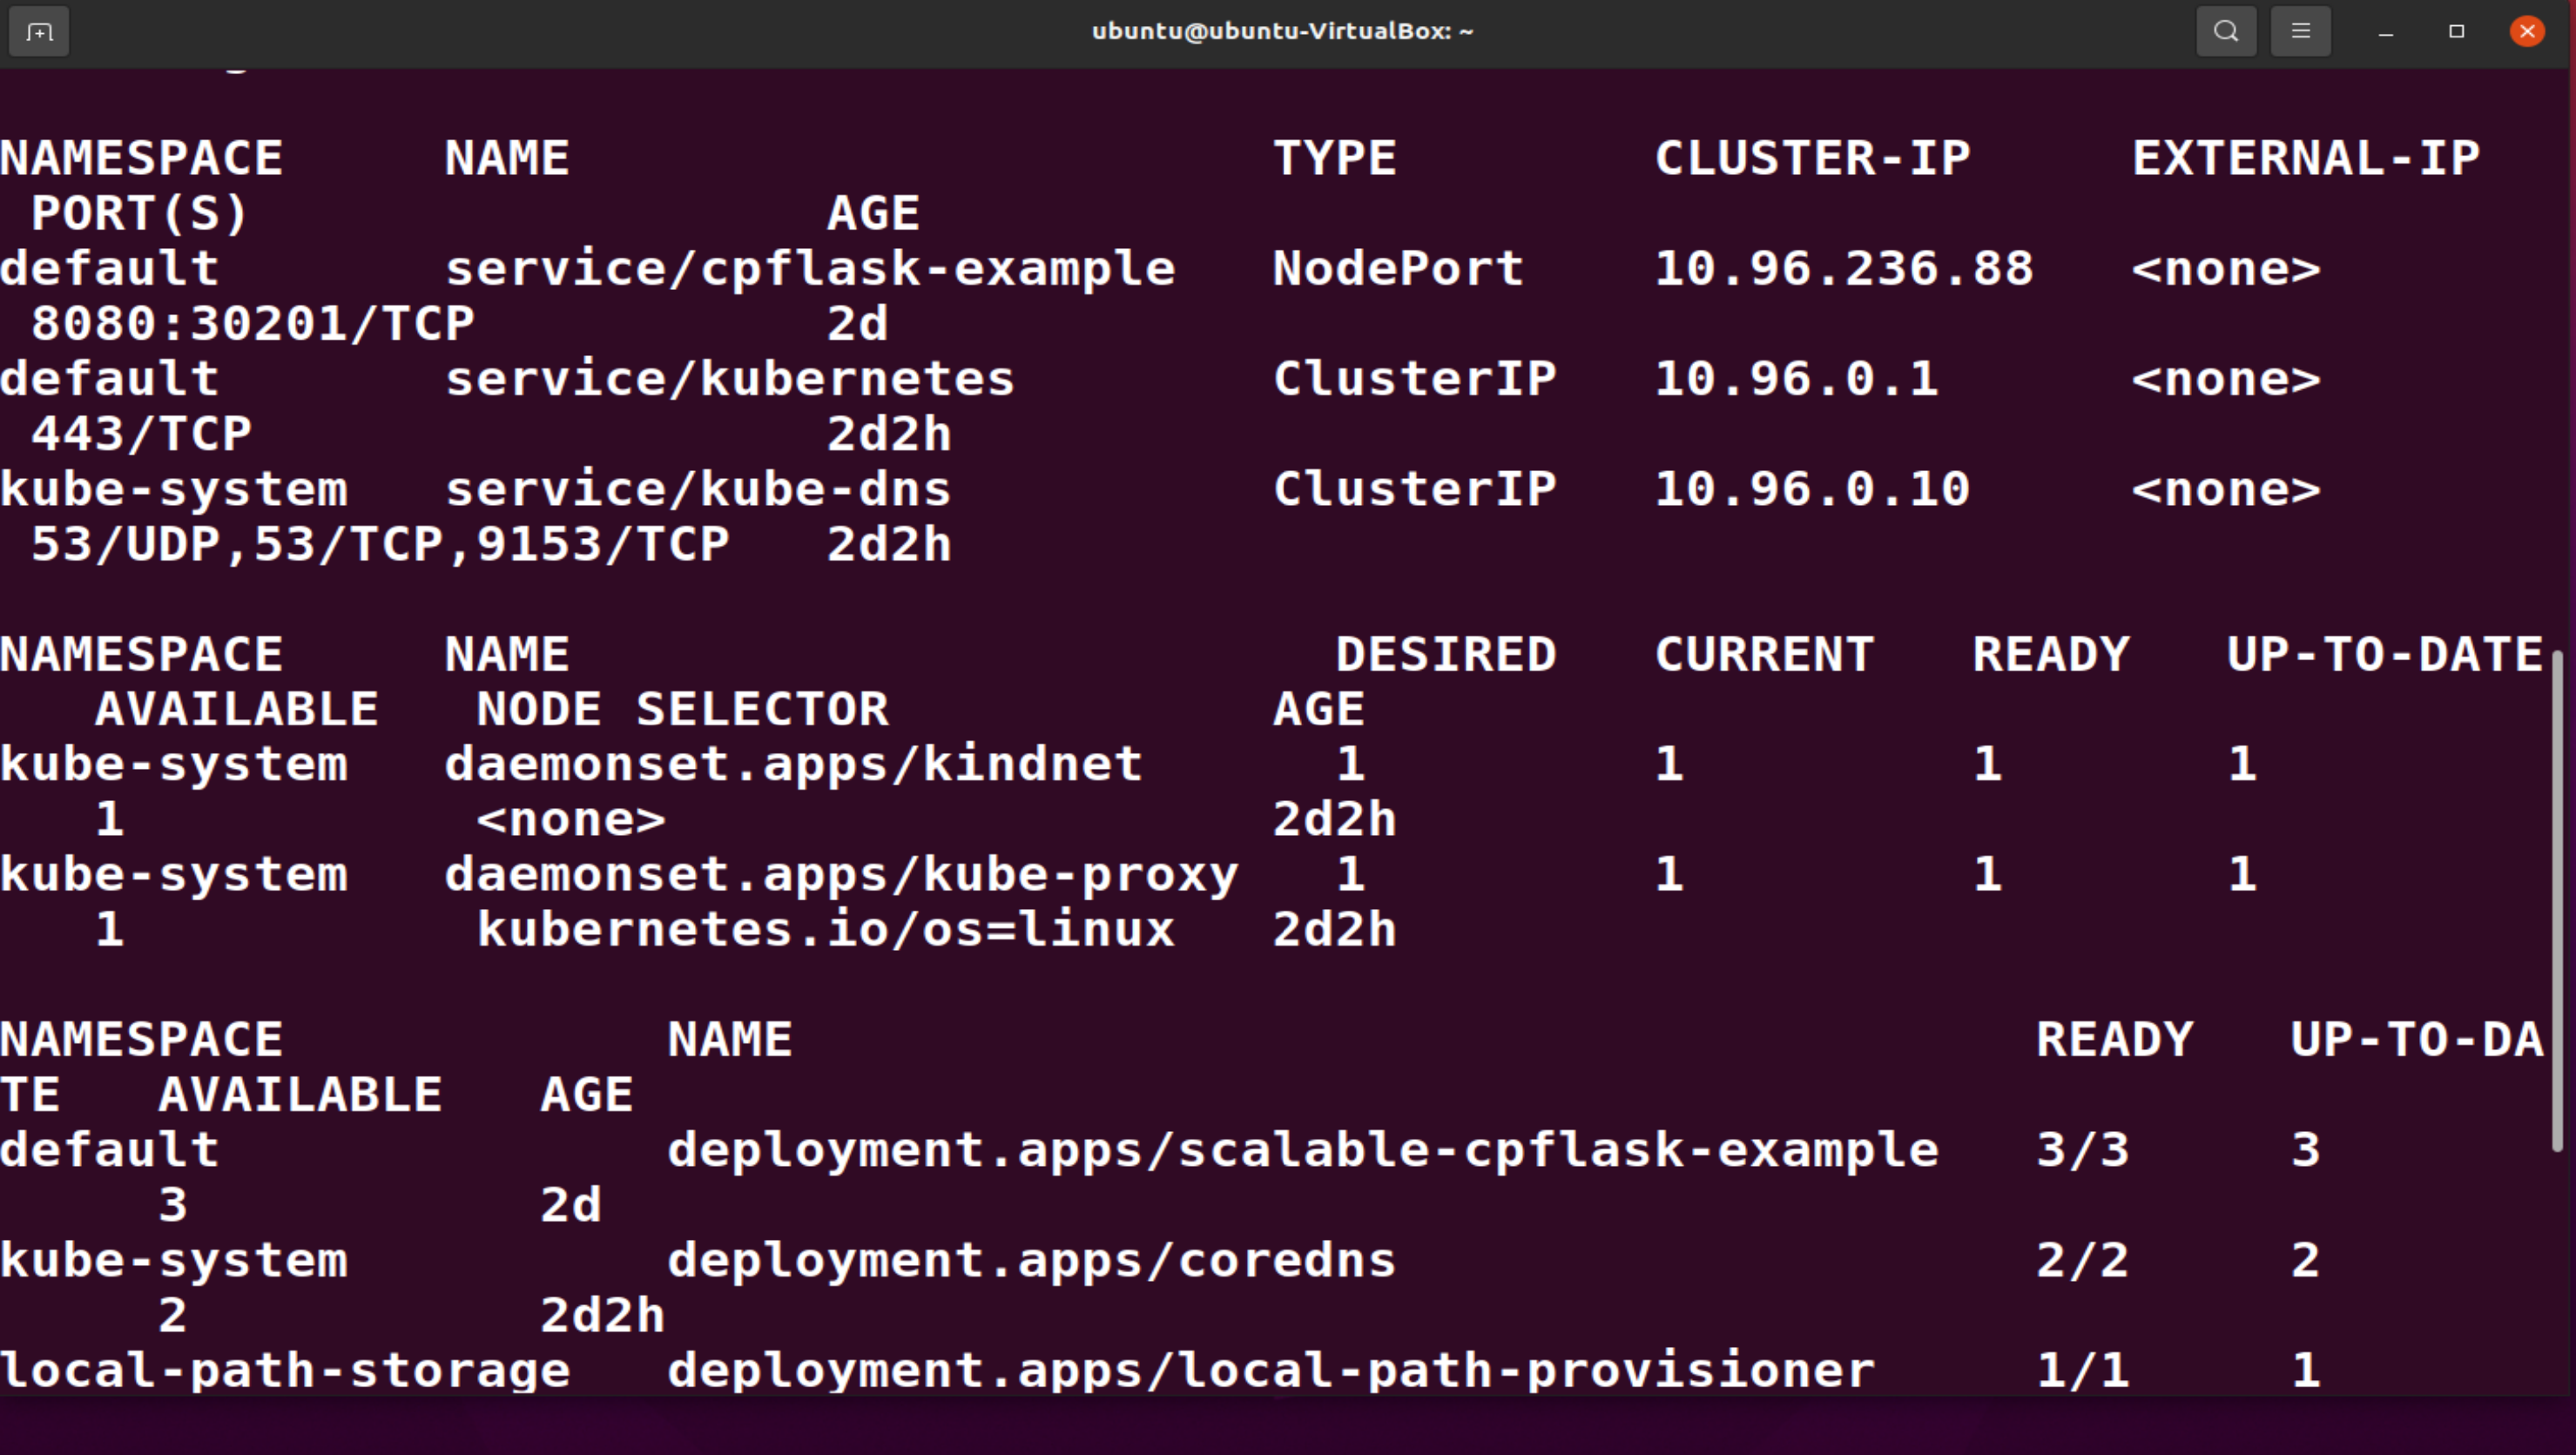 ubuntu@ubuntu-VirtualBox: ~
NAMESPACE     NAME                      TYPE        CLUSTER-IP     EXTERNAL-IP
 PORT(S)                  AGE
default       service/cpflask-example   NodePort    10.96.236.88   <none>
 8080:30201/TCP           2d
default       service/kubernetes        ClusterIP   10.96.0.1      <none>
 443/TCP                  2d2h
kube-system   service/kube-dns          ClusterIP   10.96.0.10     <none>
 53/UDP,53/TCP,9153/TCP   2d2h
NAMESPACE     NAME                        DESIRED   CURRENT   READY   UP-TO-DATE
   AVAILABLE   NODE SELECTOR            AGE
kube-system   daemonset.apps/kindnet      1         1         1       1
   1           <none>                   2d2h
kube-system   daemonset.apps/kube-proxy   1         1         1       1
   1           kubernetes.io/os=linux   2d2h
NAMESPACE            NAME                                       READY   UP-TO-DA
TE   AVAILABLE   AGE
default              deployment.apps/scalable-cpflask-example   3/3     3
     3           2d
kube-system          deployment.apps/coredns                    2/2     2
     2           2d2h
local-path-storage   deployment.apps/local-path-provisioner     1/1     1